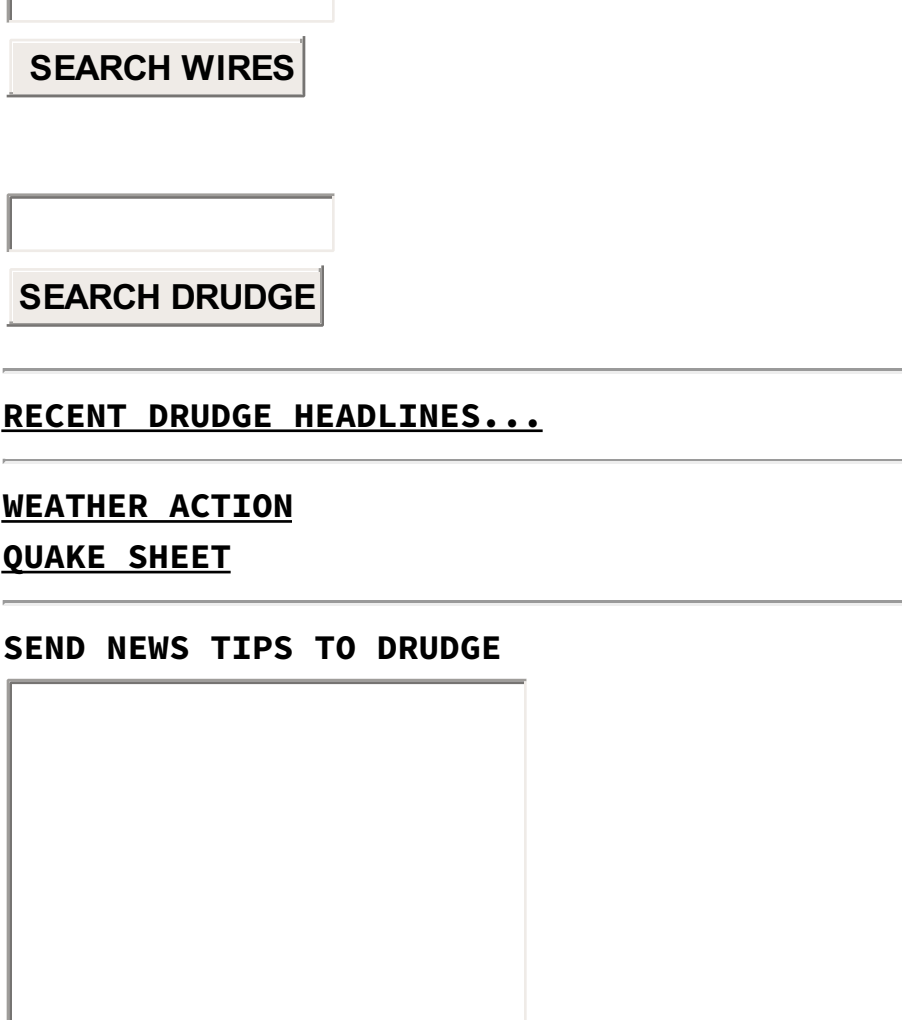 SEARCH WIRES
SEARCH DRUDGE
RECENT DRUDGE HEADLINES...
WEATHER ACTION
QUAKE SHEET
SEND NEWS TIPS TO DRUDGE